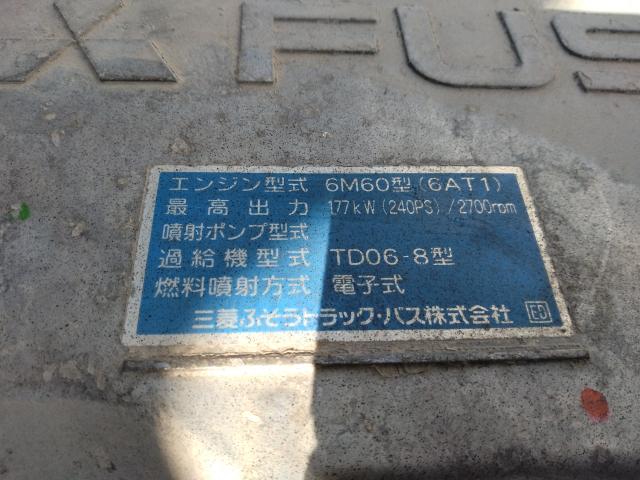 FUS
エンジン型式 6M60型(6AT1)
最高出力 177kW(240PS)/2700rpm
噴射ポンプ型式
過給機型式 TD06-8型
燃料噴射方式 電子式
三菱ふそうトラック・バス株式会社 ED